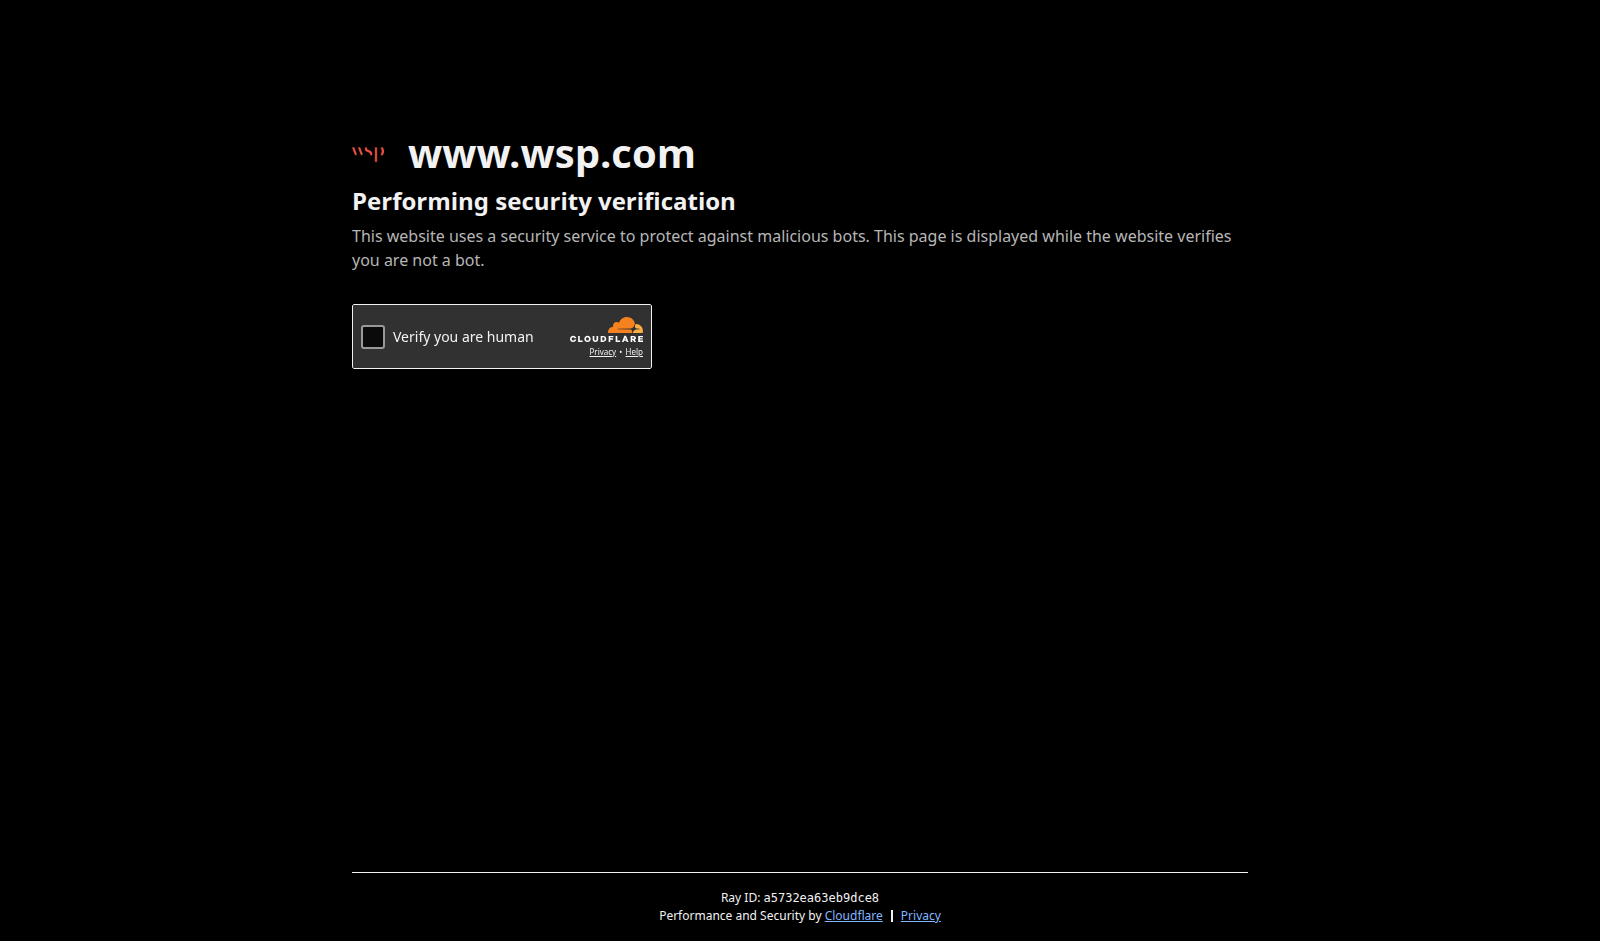 wsp www.wsp.com
Performing security verification
This website uses a security service to protect against malicious bots. This page is displayed while the website verifies
you are not a bot.
Verify you are human
CLOUDFLARE
Privacy • Help
Ray ID: a5732ea63eb9dce8
Performance and Security by Cloudflare | Privacy